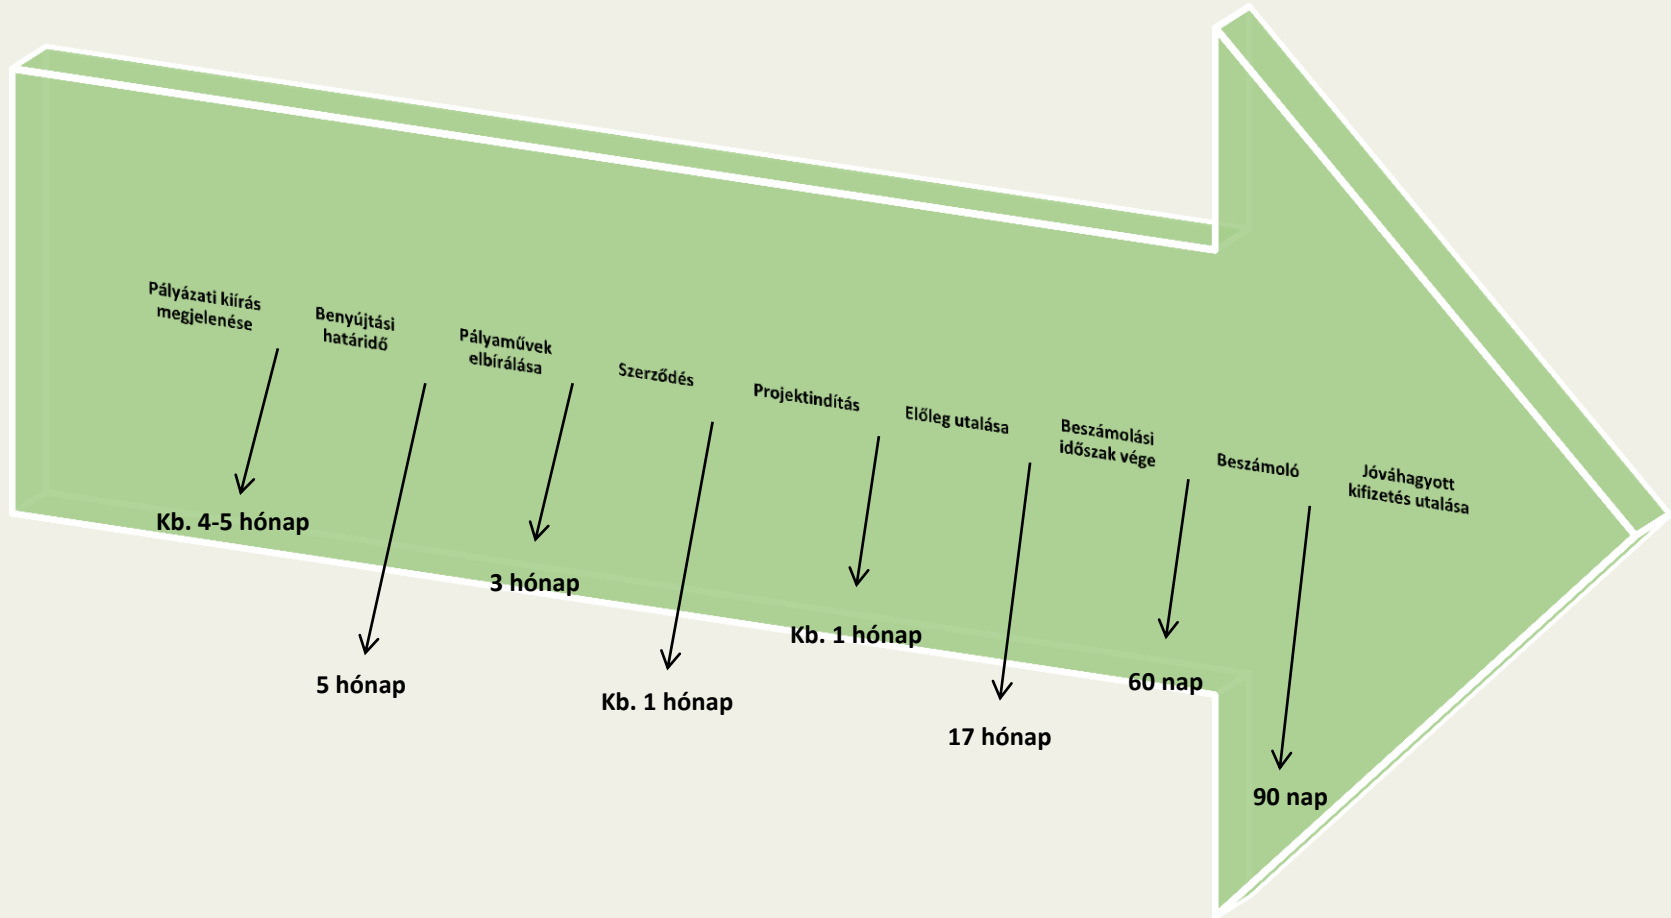 Pályázati kiírás
megjelenése
Benyújtási
határidő
Pályaművek
elbírálása
Szerződés
Projektindítás
Előleg utalása
Beszámolási
időszak vége
Beszámoló
Jóváhagyott
kifizetés utalása
Kb. 4-5 hónap
5 hónap
3 hónap
Kb. 1 hónap
Kb. 1 hónap
17 hónap
60 nap
90 nap